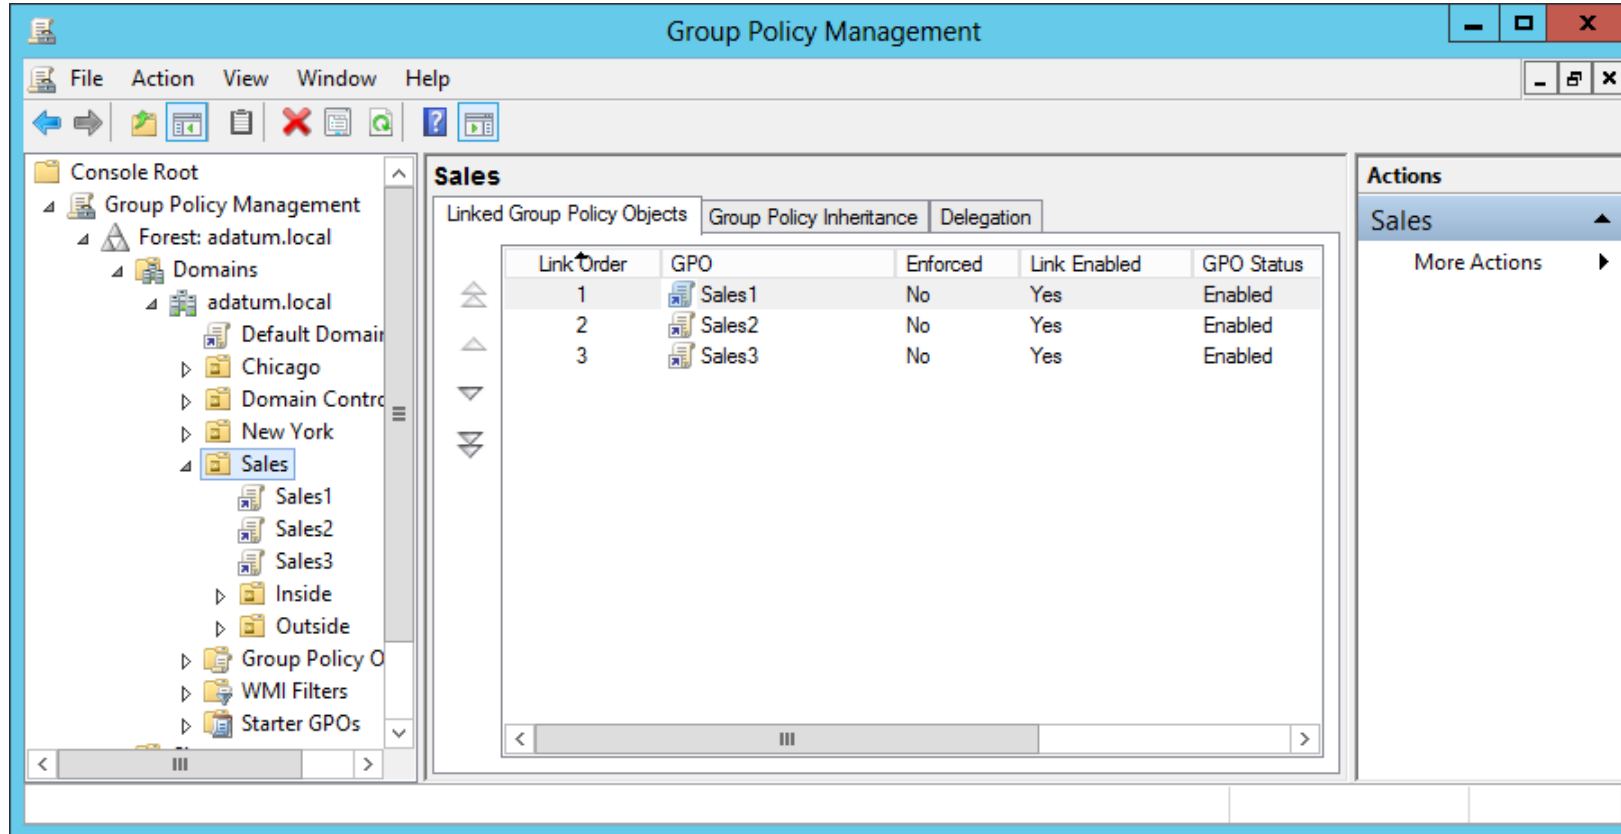 Group Policy Management
File Action View Window Help
Console Root
Group Policy Management
Forest: adatum.local
Domains
adatum.local
Default Domain
Chicago
Domain Contro
New York
Sales
Sales1
Sales2
Sales3
Inside
Outside
Group Policy O
WMI Filters
Starter GPOs
Sales
Linked Group Policy Objects Group Policy Inheritance Delegation
Link Order GPO Enforced Link Enabled GPO Status
1 Sales1 No Yes Enabled
2 Sales2 No Yes Enabled
3 Sales3 No Yes Enabled
Actions
Sales
More Actions